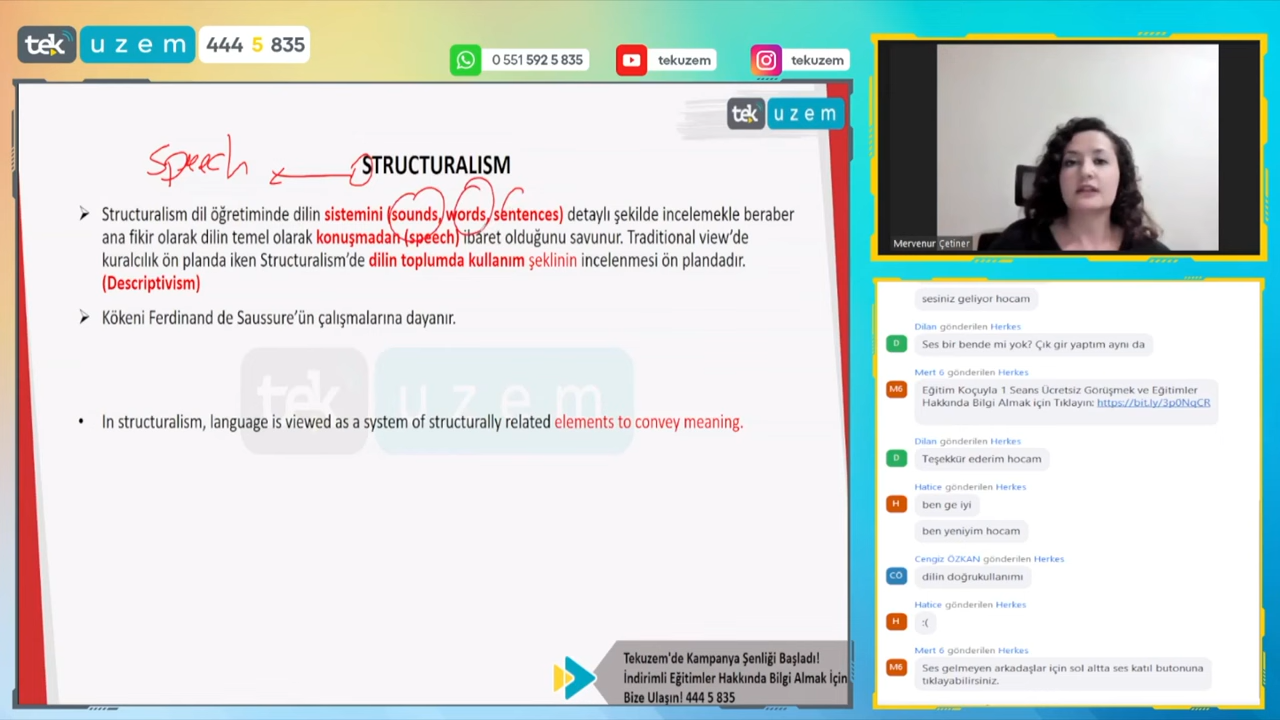 tek uzem 444 5 835
0 551 592 5 835
tekuzem
tekuzem
tek uzem
speech
STRUCTURALISM
➢ Structuralism dil öğretiminde dilin sistemini (sounds, words, sentences) detaylı şekilde incelemekle beraber
ana fikir olarak dilin temel olarak konuşmadan (speech) ibaret olduğunu savunur. Traditional view’de
kuralcılık ön planda iken Structuralism’de dilin toplumda kullanım şeklinin incelenmesi ön plandadır.
(Descriptivism)
➢ Kökeni Ferdinand de Saussure’ün çalışmalarına dayanır.
tek uzem
• In structuralism, language is viewed as a system of structurally related elements to convey meaning.
Tekuzem'de Kampanya Şenliği Başladı!
İndirimli Eğitimler Hakkında Bilgi Almak İçin
Bize Ulaşın! 444 5 835
Mervenur Çetiner
sesiniz geliyor hocam
Dilan gönderilen Herkes
D
Ses bir bende mi yok? Çık gir yaptım aynı da
Mert 6 gönderilen Herkes
M6
Eğitim Koçuyla 1 Seans Ücretsiz Görüşmek ve Eğitimler
Hakkında Bilgi Almak için Tıklayın: https://bit.ly/3p0NqCR
Dilan gönderilen Herkes
D
Teşekkür ederim hocam
Hatice gönderilen Herkes
H
ben ge iyi
ben yeniyim hocam
Cengiz ÖZKAN gönderilen Herkes
CÖ
dilin doğrukullanımı
Hatice gönderilen Herkes
H
:(
Mert 6 gönderilen Herkes
M6
Ses gelmeyen arkadaşlar için sol altta ses katıl butonuna
tıklayabilirsiniz.